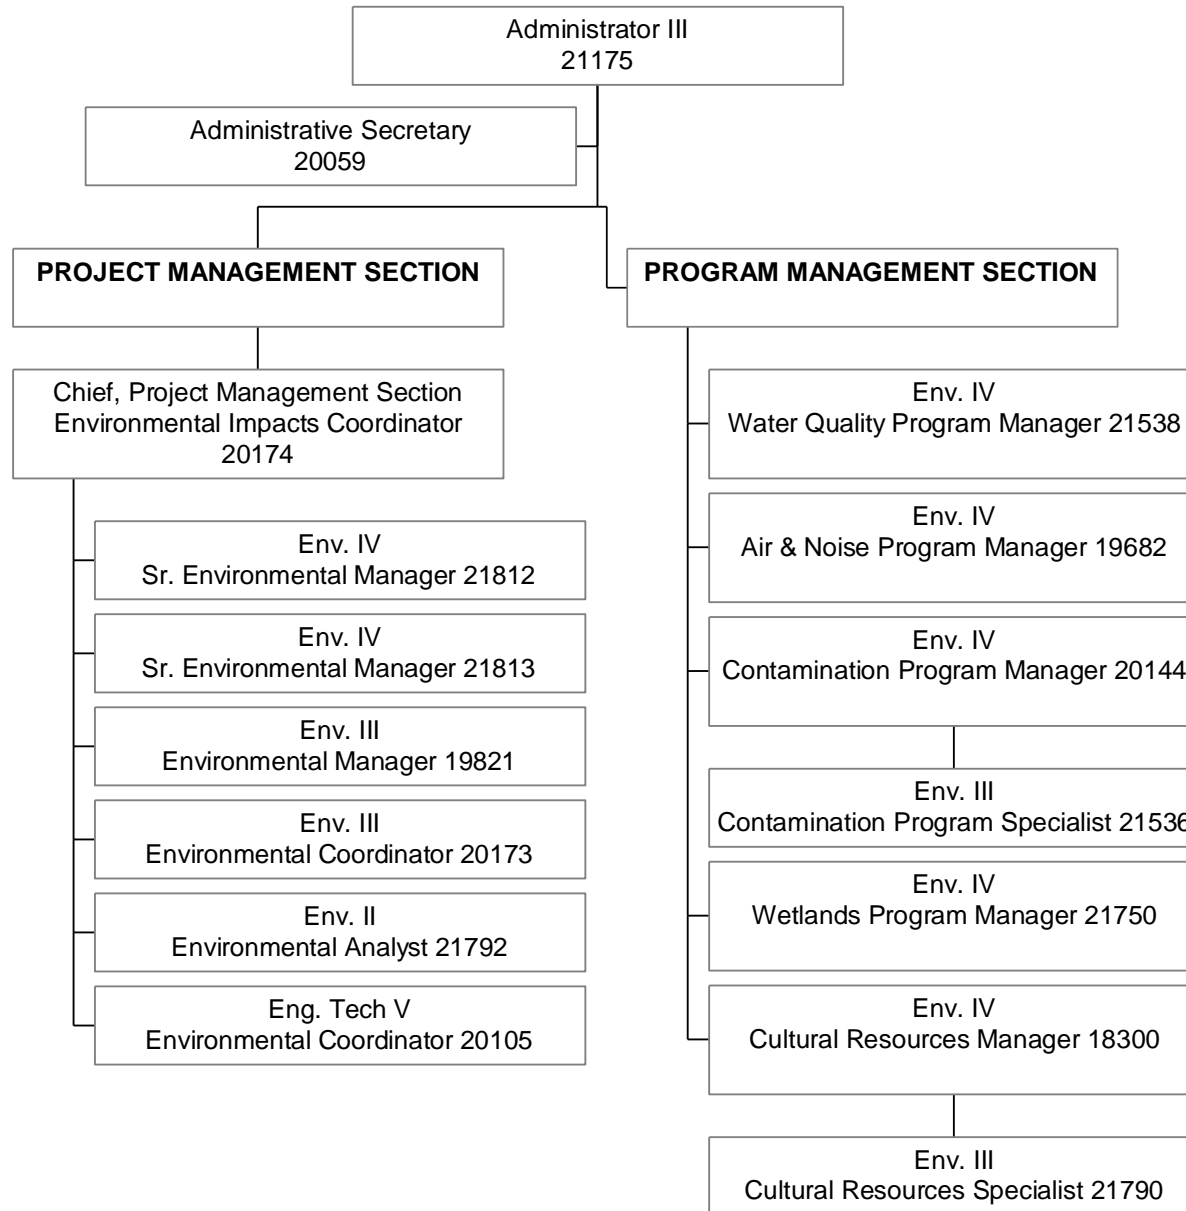 Administrator III
21175
Administrative Secretary
20059
PROJECT MANAGEMENT SECTION
Chief, Project Management Section
Environmental Impacts Coordinator
20174
Env. IV
Sr. Environmental Manager 21812
Env. IV
Sr. Environmental Manager 21813
Env. III
Environmental Manager 19821
Env. III
Environmental Coordinator 20173
Env. II
Environmental Analyst 21792
Eng. Tech V
Environmental Coordinator 20105
PROGRAM MANAGEMENT SECTION
Env. IV
Water Quality Program Manager 21538
Env. IV
Air & Noise Program Manager 19682
Env. IV
Contamination Program Manager 20144
Env. III
Contamination Program Specialist 21536
Env. IV
Wetlands Program Manager 21750
Env. IV
Cultural Resources Manager 18300
Env. III
Cultural Resources Specialist 21790